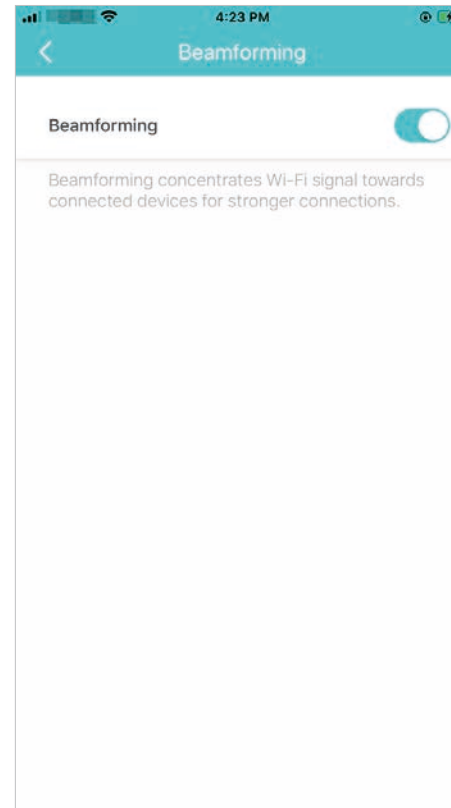 4:23 PM
Beamforming
Beamforming
Beamforming concentrates Wi-Fi signal towards
connected devices for stronger connections.